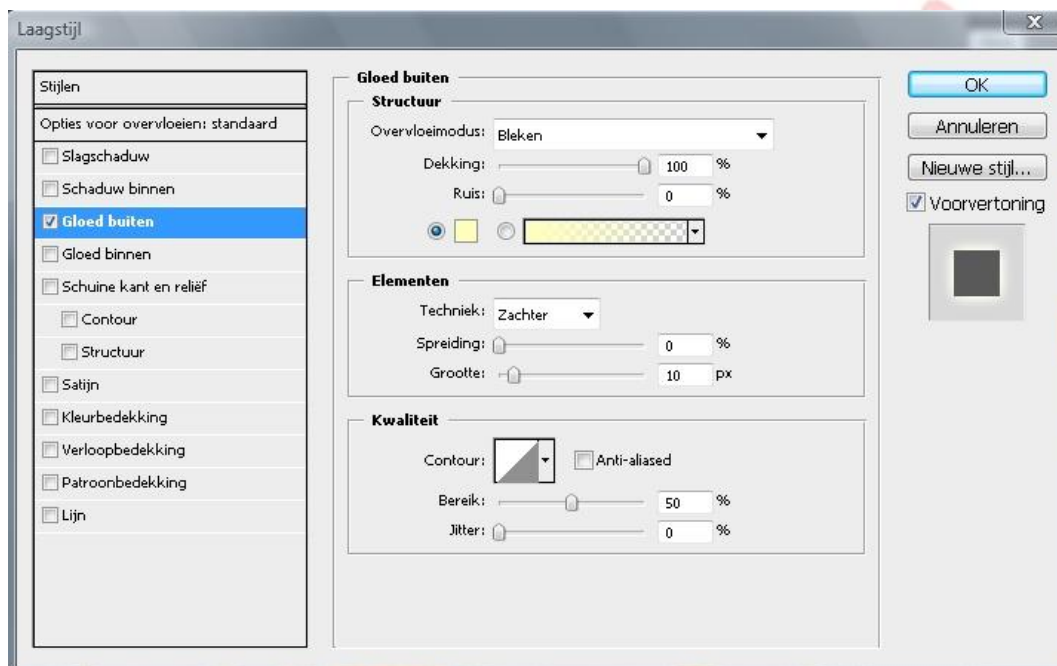 Laagstijl
X
Stijlen
Opties voor overvloeien: standaard
Slagschaduw
Schaduw binnen
Gloed buiten
Gloed binnen
Schuine kant en reliëf
Contour
Structuur
Satijn
Kleurbedekking
Verloopbedekking
Patroonbedekking
Lijn
Gloed buiten
Structuur
Overvloeimodus: Bleken
Dekking: 100 %
Ruis: 0 %
Elementen
Techniek: Zachter
Spreiding: 0 %
Grootte: 10 px
Kwaliteit
Contour: Anti-aliased
Bereik: 50 %
Jitter: 0 %
OK
Annuleren
Nieuwe stijl...
Voorvertoning